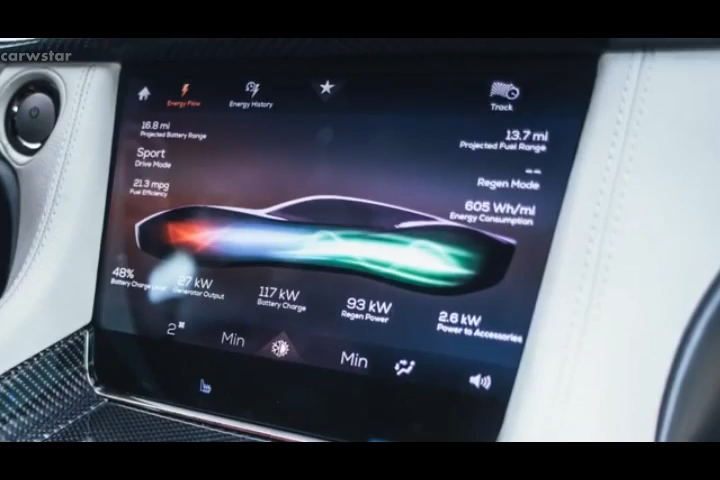 carwstar
Energy Flow
Energy History
Track
16.8 mi
Projected Battery Range
13.7 mi
Projected Fuel Range
Sport
Drive Mode
--
Regen Mode
21.3 mpg
Fuel Efficiency
605 Wh/mi
Energy Consumption
48%
Battery Charge Level
27 kW
Generator Output
117 kW
Battery Charge
93 kW
Regen Power
2.6 kW
Power to Accessories
2
Min
Min